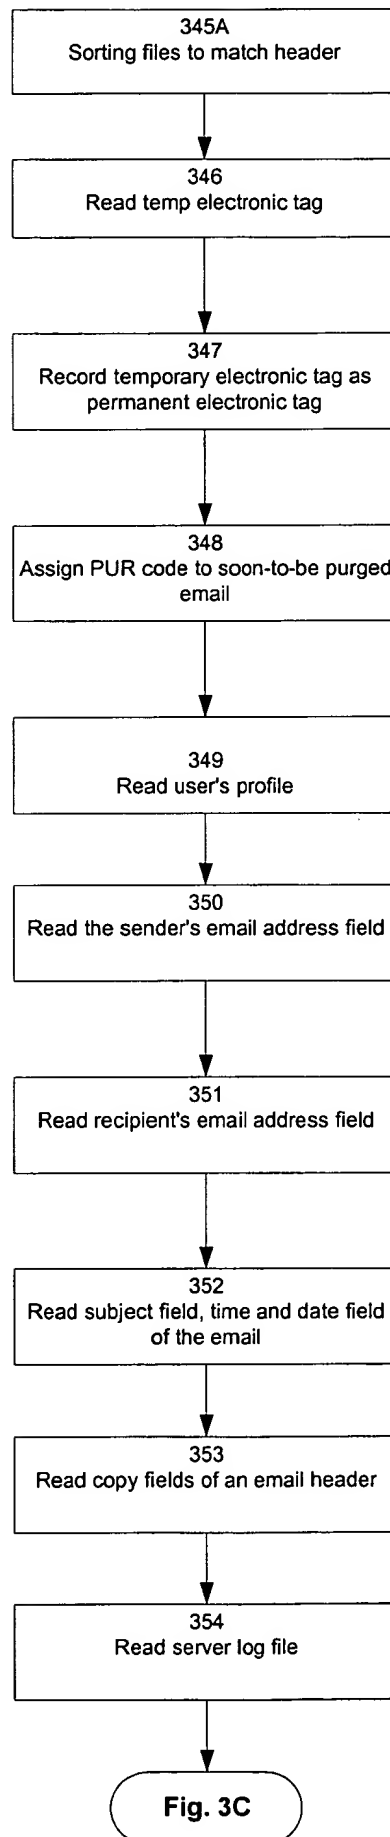 345A
Sorting files to match header
346
Read temp electronic tag
347
Record temporary electronic tag as
permanent electronic tag
348
Assign PUR code to soon-to-be purged
email
349
Read user's profile
350
Read the sender's email address field
351
Read recipient's email address field
352
Read subject field, time and date field
of the email
353
Read copy fields of an email header
354
Read server log file
Fig. 3C